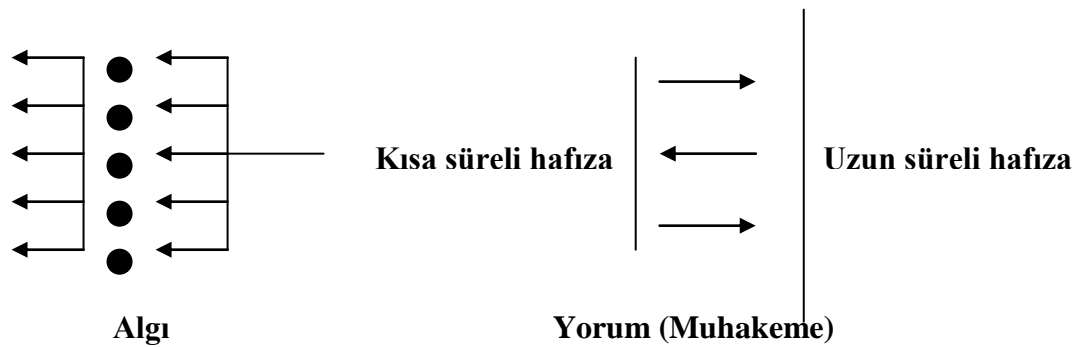 Kısa süreli hafıza
Uzun süreli hafıza
Algı
Yorum (Muhakeme)